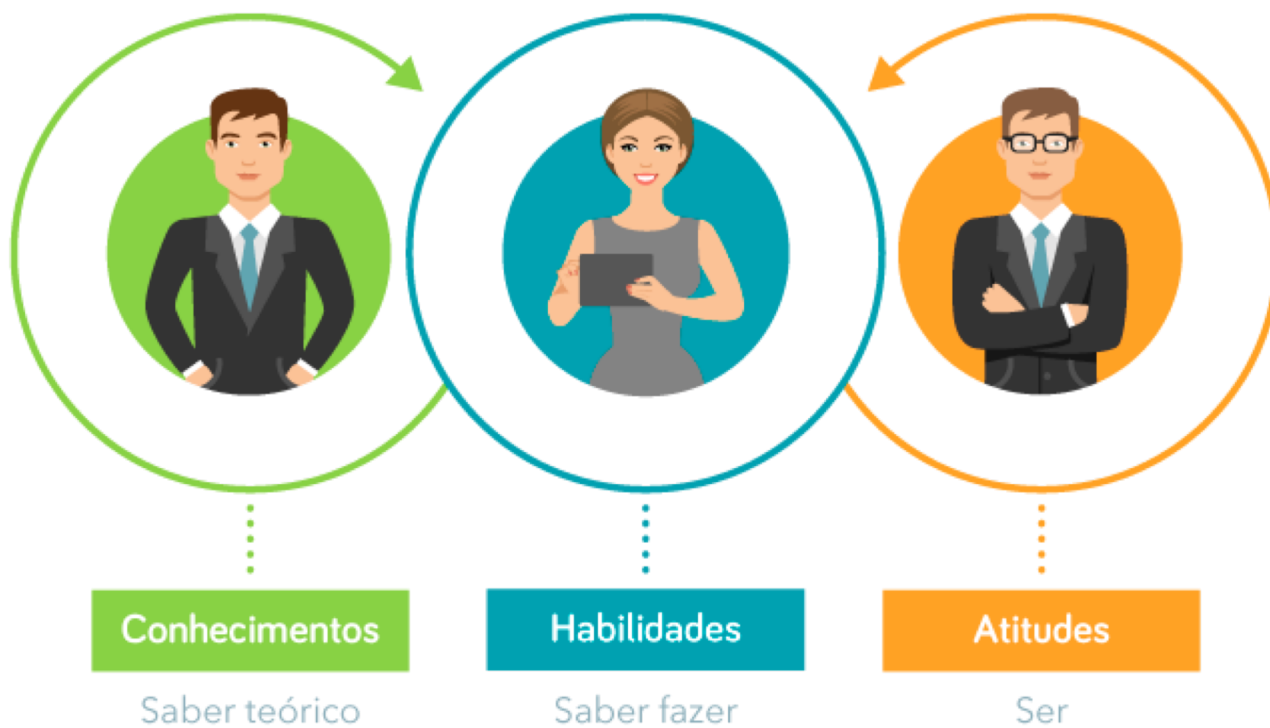 Conhecimentos
Habilidades
Atitudes
Saber teórico
Saber fazer
Ser